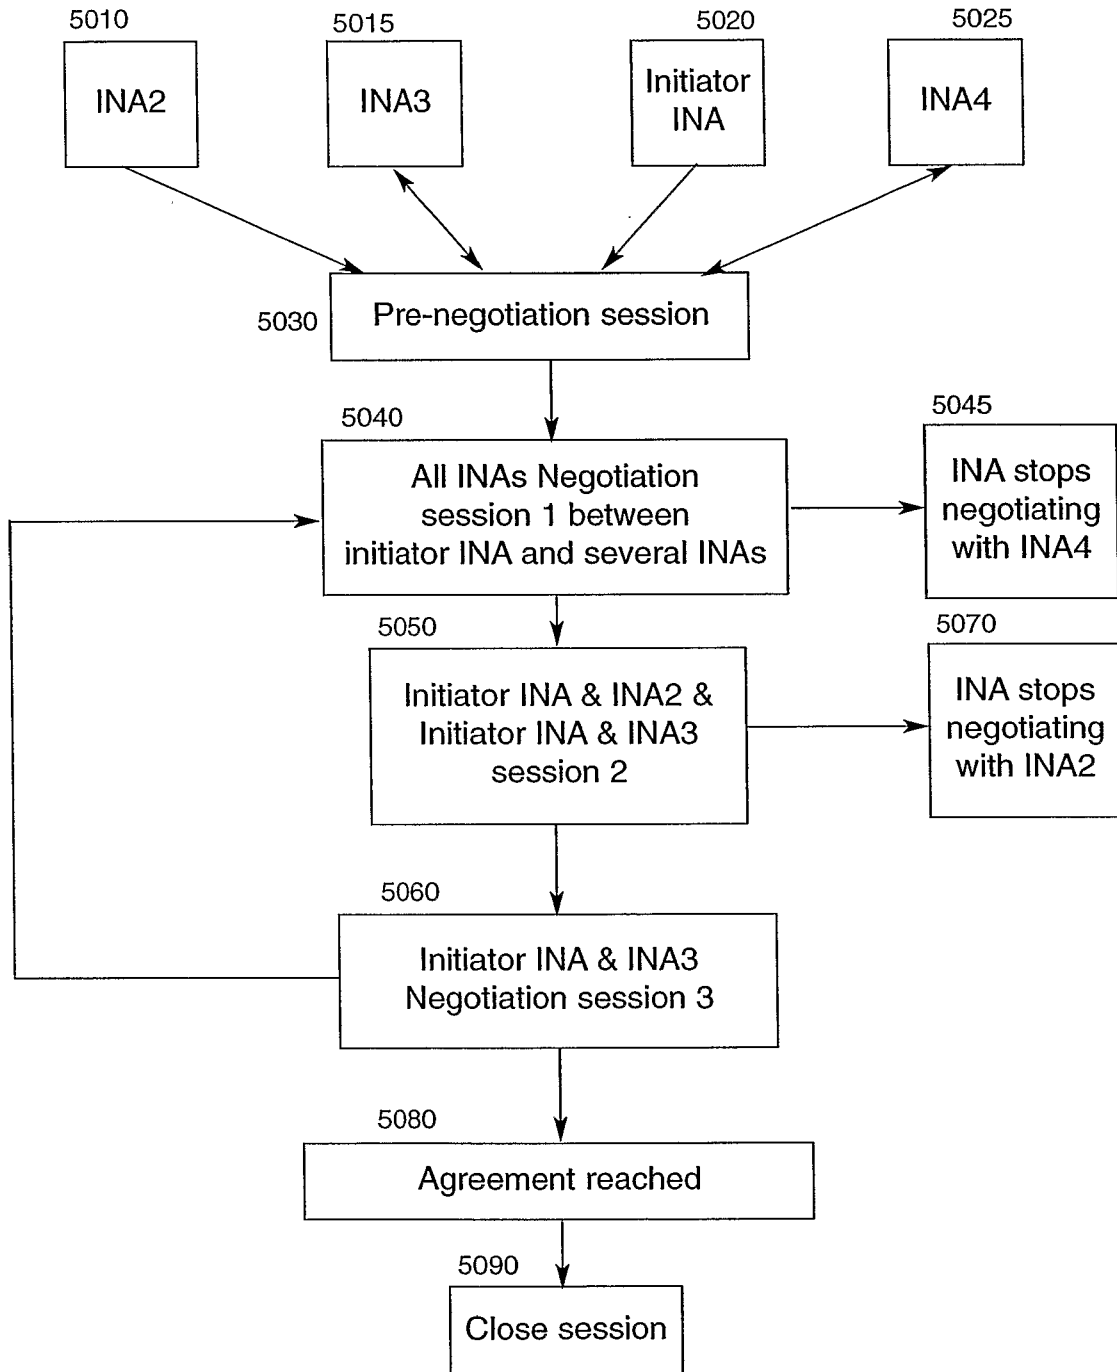 5010
5015
5020
5025
INA2
INA3
Initiator
INA
INA4
5030
Pre-negotiation session
5040
All INAs Negotiation
session 1 between
initiator INA and several INAs
5045
INA stops
negotiating
with INA4
5050
Initiator INA & INA2 &
Initiator INA & INA3
session 2
5070
INA stops
negotiating
with INA2
5060
Initiator INA & INA3
Negotiation session 3
5080
Agreement reached
5090
Close session